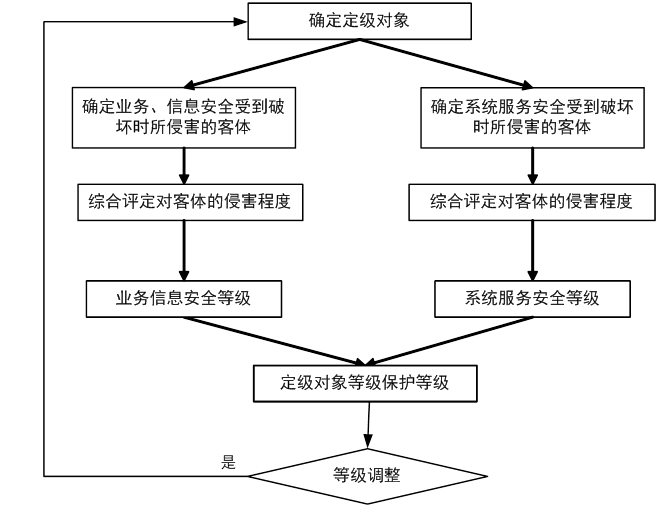 确定定级对象
确定业务、信息安全受到破
坏时所侵害的客体
确定系统服务安全受到破坏
时所侵害的客体
综合评定对客体的侵害程度
综合评定对客体的侵害程度
业务信息安全等级
系统服务安全等级
定级对象等级保护等级
是
等级调整